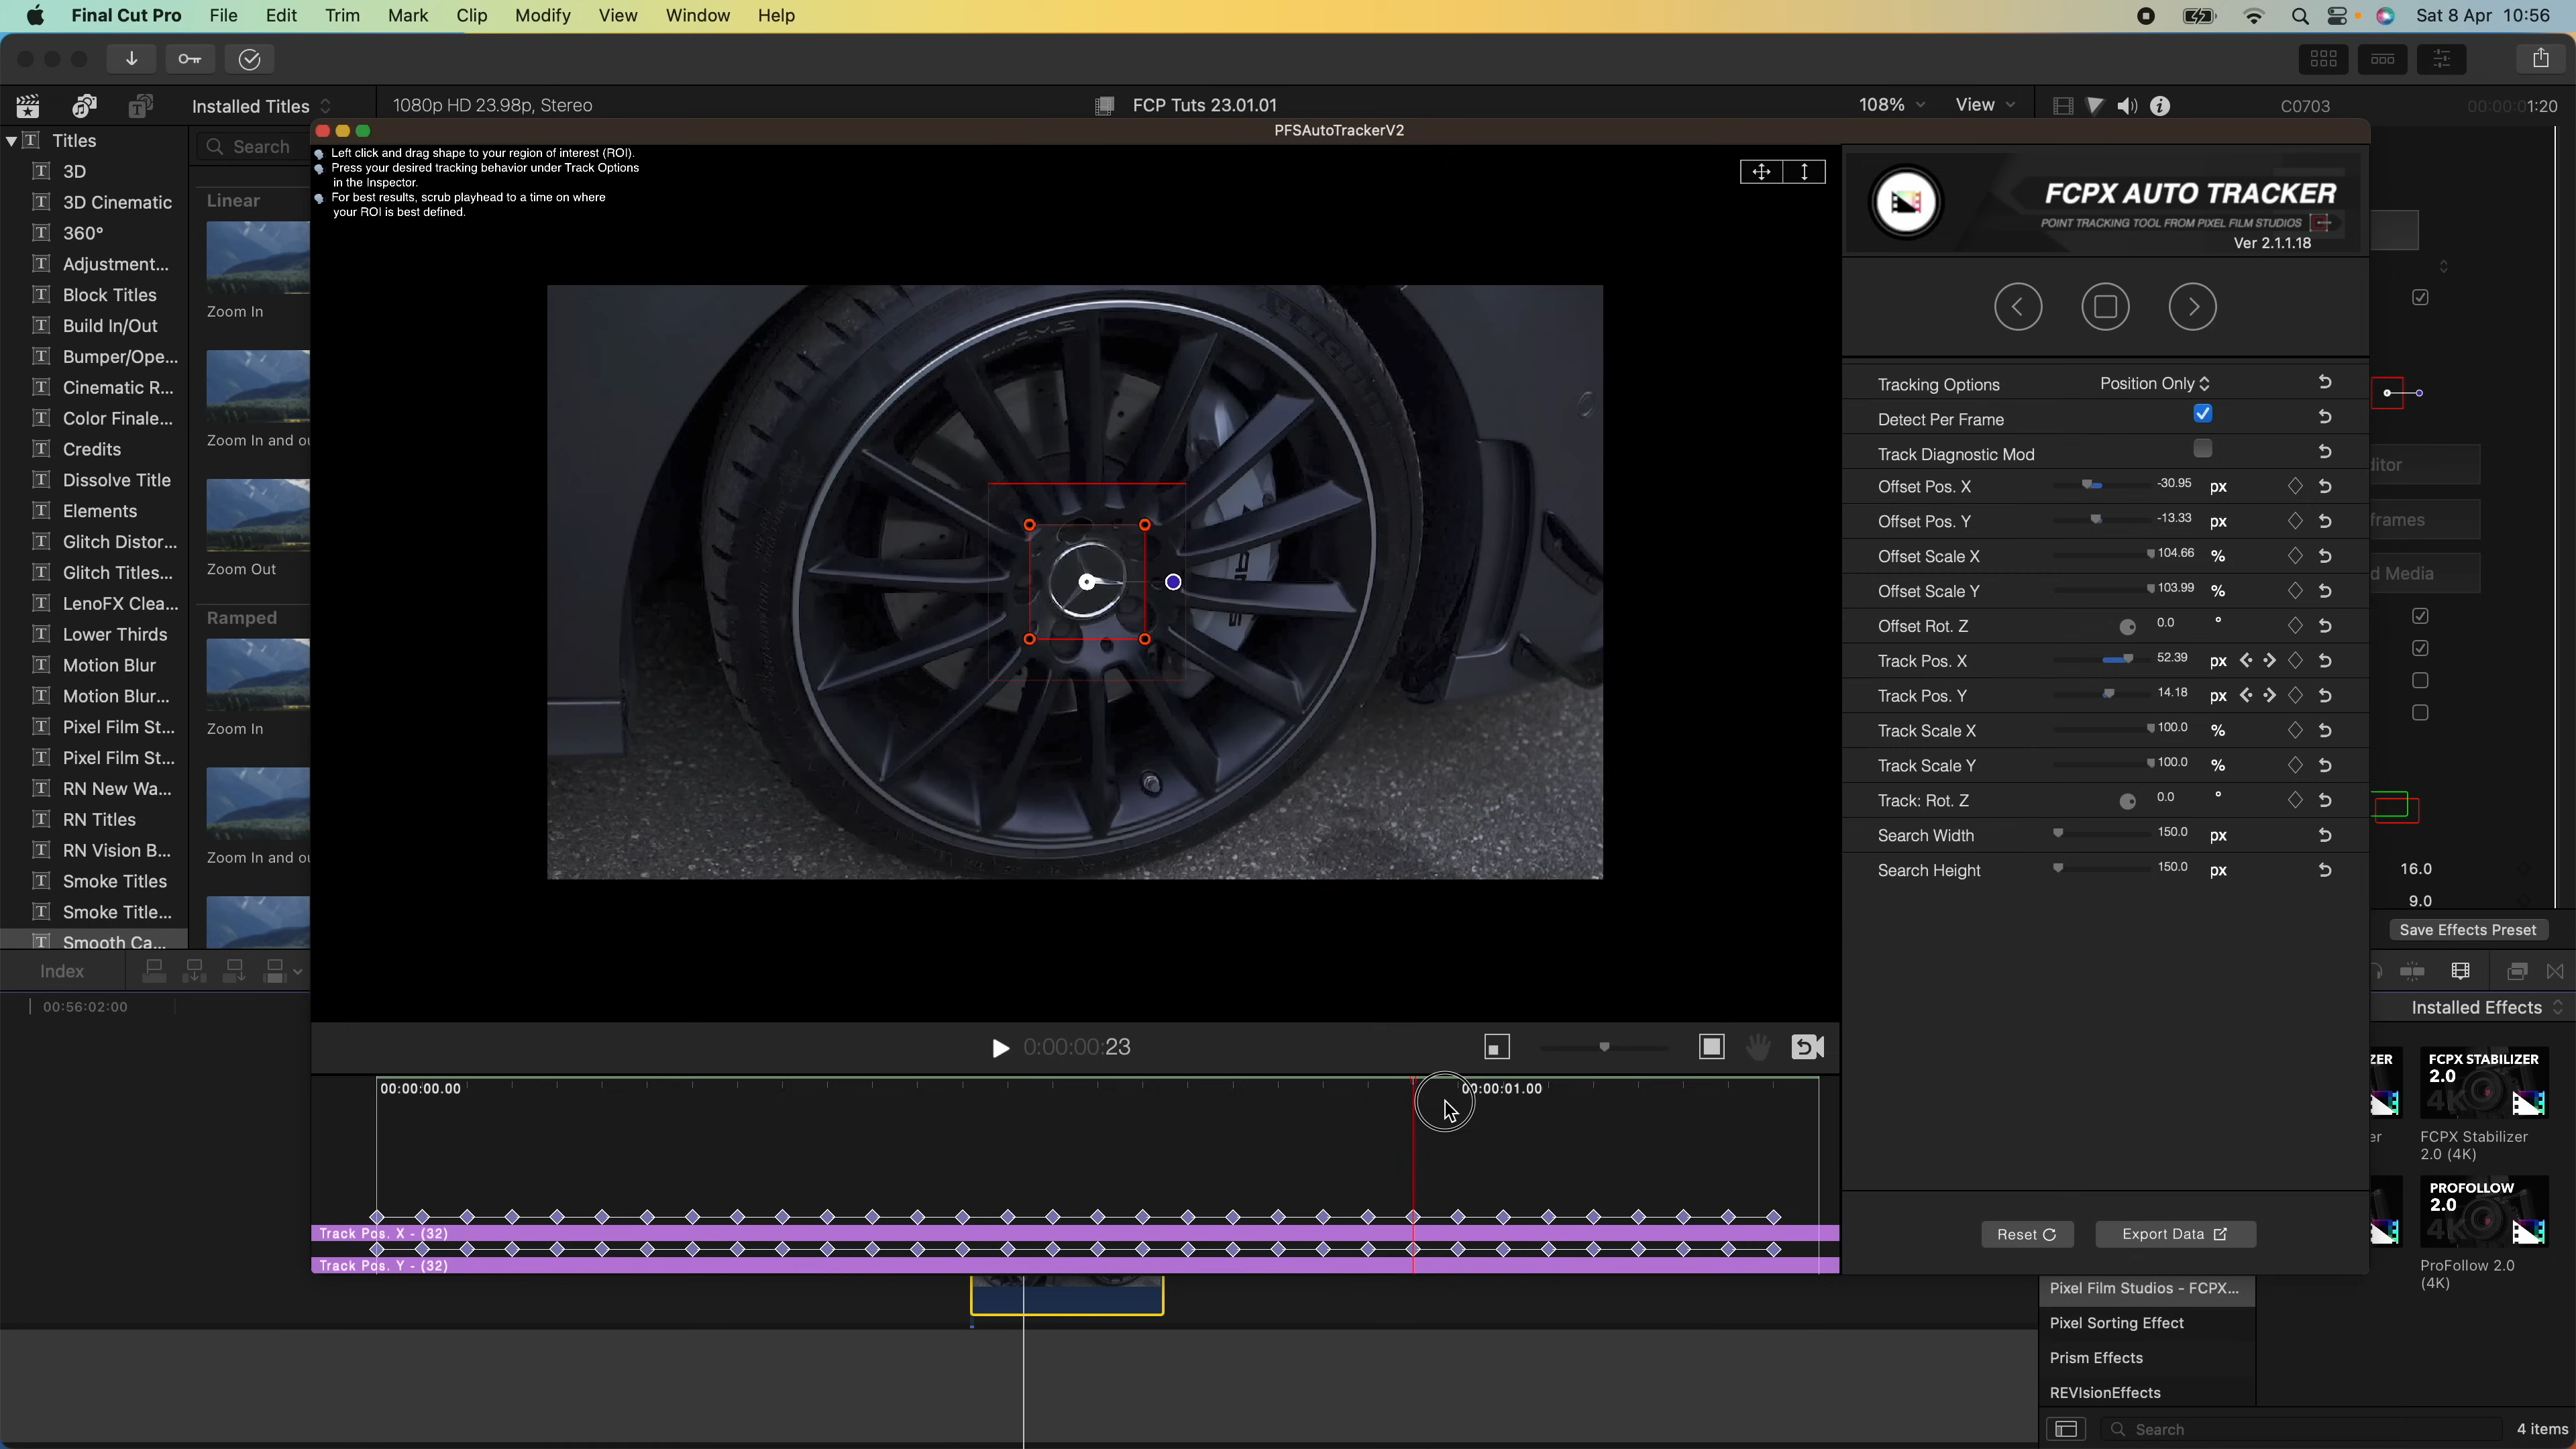 Final Cut Pro File Edit Trim Mark Clip Modify View Window Help Sat 8 Apr 10:56
Installed Titles 1080p HD 23.98p, Stereo FCP Tuts 23.01.01 108% View C0703 00:00:01:20
PFSAutoTrackerV2
Titles
3D
3D Cinematic
360°
Adjustment...
Block Titles
Build In/Out
Bumper/Ope...
Cinematic R...
Color Finale...
Credits
Dissolve Title
Elements
Glitch Distor...
Glitch Titles...
LenoFX Clea...
Lower Thirds
Motion Blur
Motion Blur...
Pixel Film St...
Pixel Film St...
RN New Wa...
RN Titles
RN Vision B...
Smoke Titles
Smoke Title...
Smooth Ca...
Search
Linear
Zoom In
Zoom In and ou
Zoom Out
Ramped
Zoom In
Zoom In and ou
Left click and drag shape to your region of interest (ROI).
Press your desired tracking behavior under Track Options
in the Inspector.
For best results, scrub playhead to a time on where
your ROI is best defined.
FCPX AUTO TRACKER
POINT TRACKING TOOL FROM PIXEL FILM STUDIOS
Ver 2.1.1.18
Tracking Options Position Only
Detect Per Frame
Track Diagnostic Mod
Offset Pos. X -30.95 px
Offset Pos. Y -13.33 px
Offset Scale X 104.66 %
Offset Scale Y 103.99 %
Offset Rot. Z 0.0 °
Track Pos. X 52.39 px
Track Pos. Y 14.18 px
Track Scale X 100.0 %
Track Scale Y 100.0 %
Track: Rot. Z 0.0 °
Search Width 150.0 px
Search Height 150.0 px
ditor
frames
d Media
16.0
9.0
Save Effects Preset
Index
00:56:02:00
0:00:00:23
00:00:00.00 00:00:01.00
Track Pos. X - (32)
Track Pos. Y - (32)
Reset Export Data
Installed Effects
ZER
er
FCPX STABILIZER
2.0
4K
FCPX Stabilizer
2.0 (4K)
PROFOLLOW
2.0
4K
ProFollow 2.0
(4K)
Pixel Film Studios - FCPX...
Pixel Sorting Effect
Prism Effects
REVIsionEffects
Search
4 items